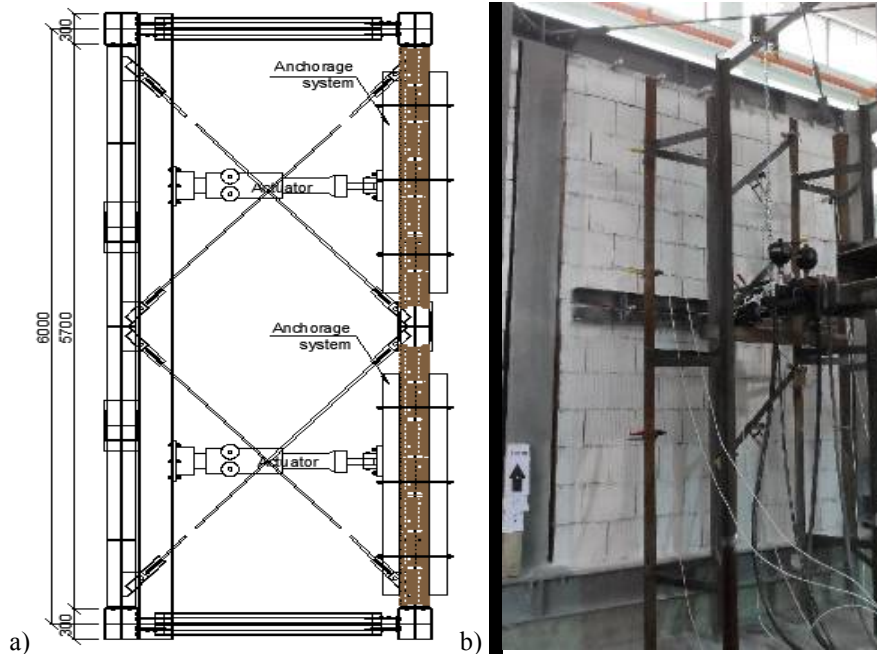 300
Anchorage
system
Actuator
6000
5700
Anchorage
system
Actuator
300
a)
b)